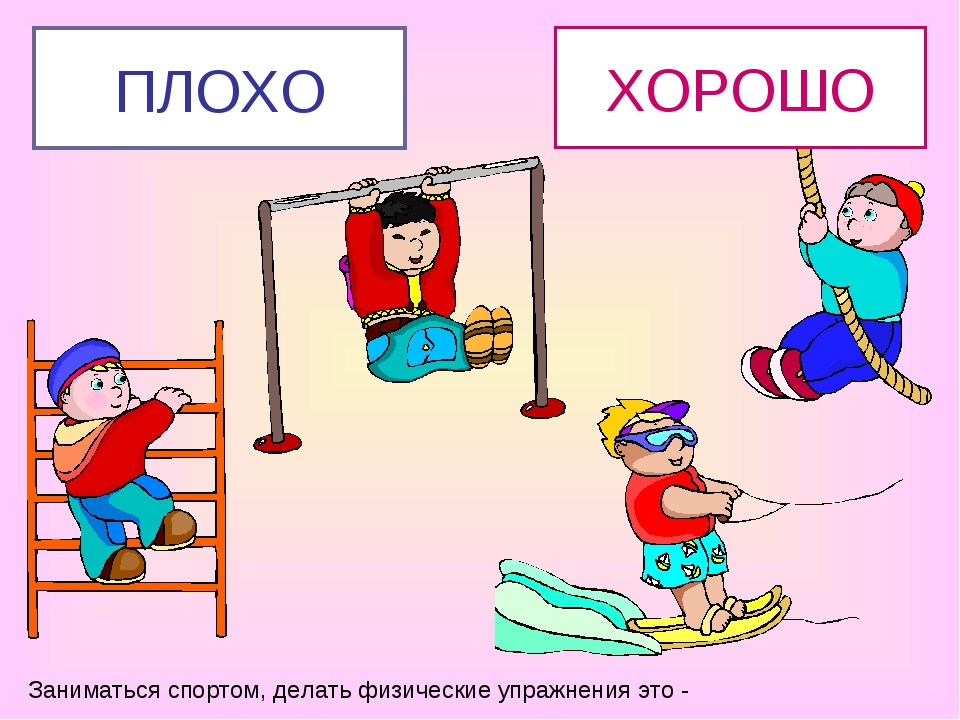 ПЛОХО
ХОРОШО
Заниматься спортом, делать физические упражнения это -